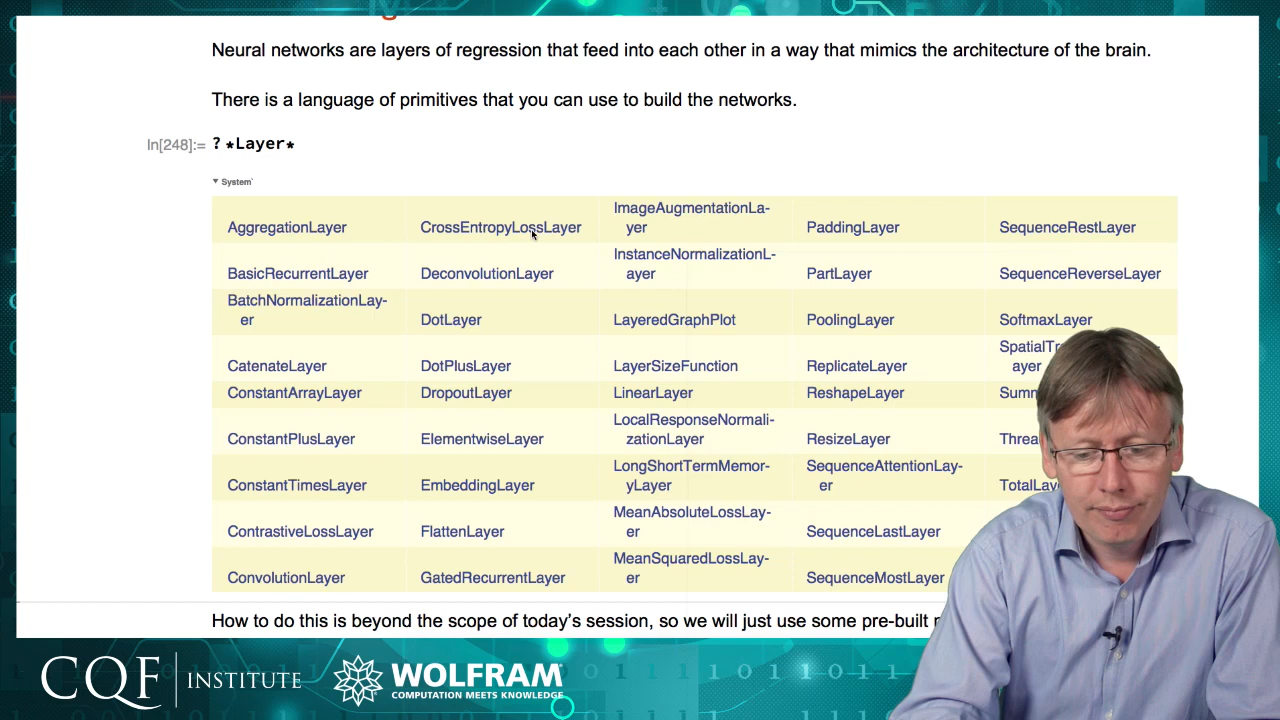 Neural networks are layers of regression that feed into each other in a way that mimics the architecture of the brain.
There is a language of primitives that you can use to build the networks.
In[248]:= ? *Layer*
▼ System`
AggregationLayer CrossEntropyLossLayer ImageAugmentationLa-
yer PaddingLayer SequenceRestLayer
BasicRecurrentLayer DeconvolutionLayer InstanceNormalizationL-
ayer PartLayer SequenceReverseLayer
BatchNormalizationLay-
er DotLayer LayeredGraphPlot PoolingLayer SoftmaxLayer
CatenateLayer DotPlusLayer LayerSizeFunction ReplicateLayer
ayer
ConstantArrayLayer DropoutLayer LinearLayer ReshapeLayer
ConstantPlusLayer ElementwiseLayer LocalResponseNormali-
zationLayer ResizeLayer
ConstantTimesLayer EmbeddingLayer LongShortTermMemor-
yLayer SequenceAttentionLay-
er
ContrastiveLossLayer FlattenLayer MeanAbsoluteLossLay-
er SequenceLastLayer
ConvolutionLayer GatedRecurrentLayer MeanSquaredLossLay-
er SequenceMostLayer
How to do this is beyond the scope of today's session, so we will just use some pre-built
CQF INSTITUTE
WOLFRAM
COMPUTATION MEETS KNOWLEDGE